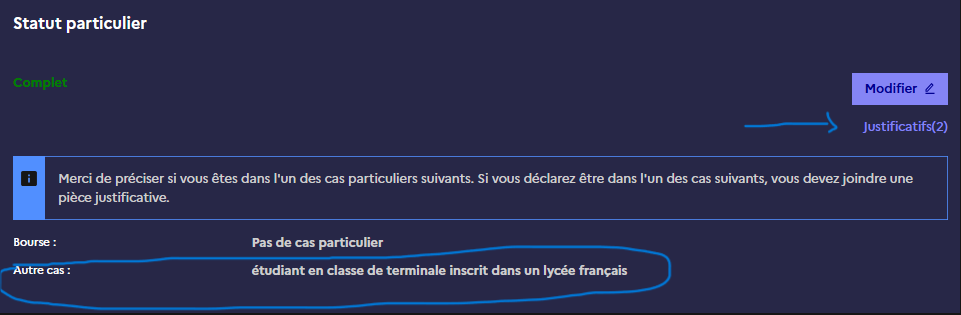 Statut particulier
Complet
Modifier
Justificatifs(2)
Merci de préciser si vous êtes dans l'un des cas particuliers suivants. Si vous déclarez être dans l'un des cas suivants, vous devez joindre une
pièce justificative.
Bourse : Pas de cas particulier
Autre cas : étudiant en classe de terminale inscrit dans un lycée français